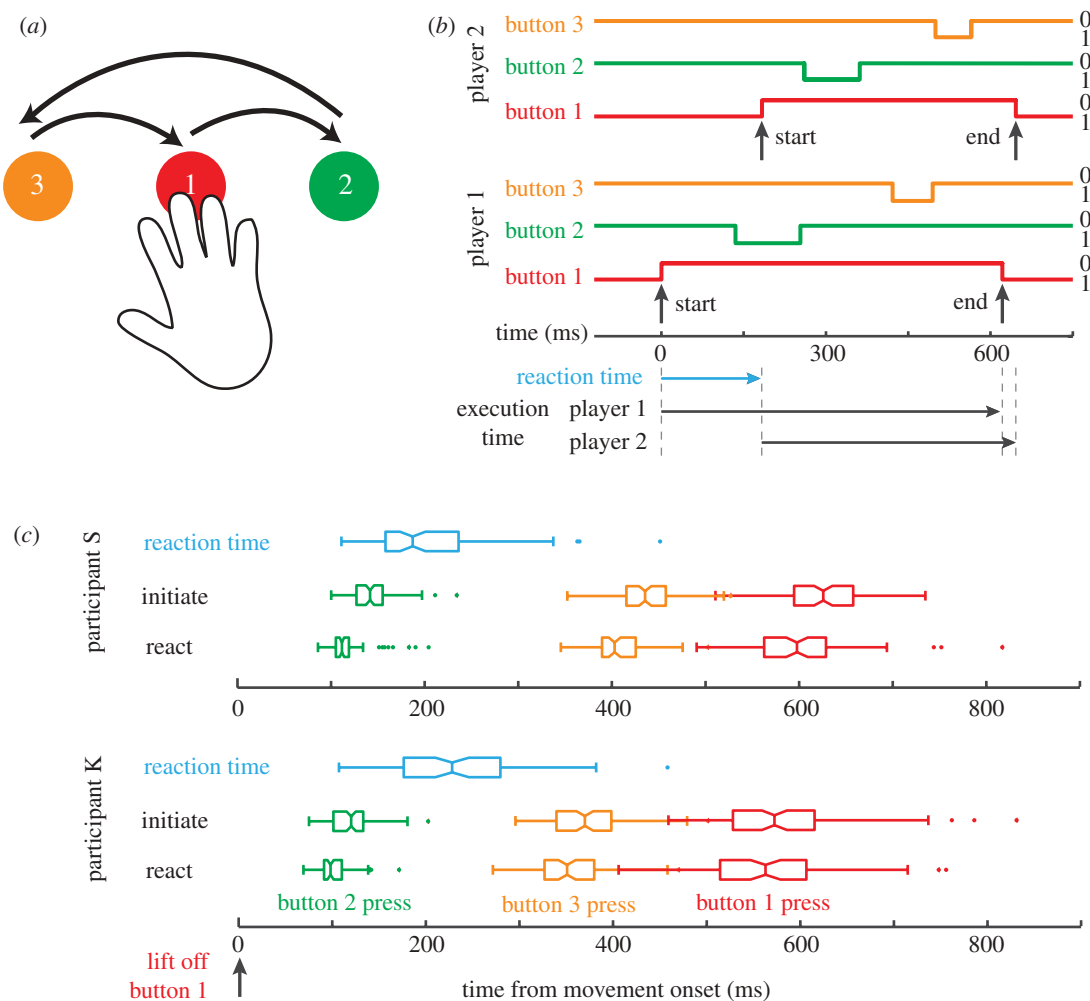 (a)
3
1
2
(b)
player 2
button 3
0
1
button 2
0
1
button 1
0
1
start
end
player 1
button 3
0
1
button 2
0
1
button 1
0
1
start
end
time (ms)
0
300
600
reaction time
execution time
player 1
player 2
(c)
participant S
reaction time
initiate
react
0
200
400
600
800
participant K
reaction time
initiate
react
button 2 press
button 3 press
button 1 press
0
200
400
600
800
lift off
button 1
time from movement onset (ms)